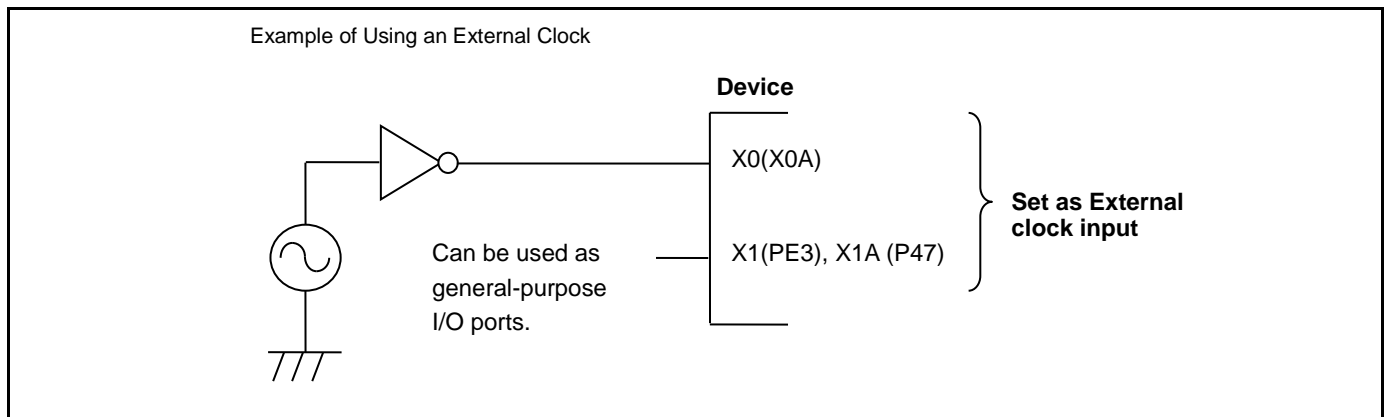 Example of Using an External Clock
Device
X0(X0A)
Set as External
clock input
Can be used as
general-purpose
I/O ports.
X1(PE3), X1A (P47)